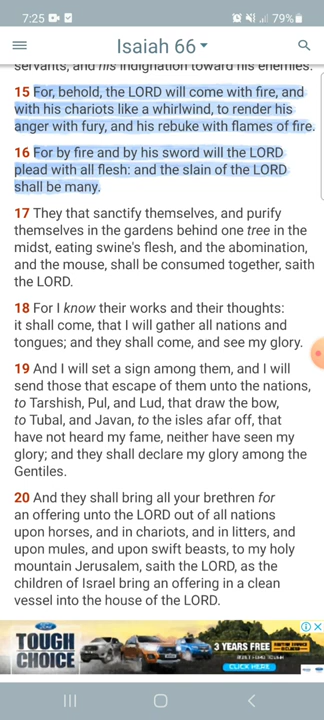 7:25 79%
Isaiah 66
servants, and his indignation toward his enemies.
15 For, behold, the LORD will come with fire, and
with his chariots like a whirlwind, to render his
anger with fury, and his rebuke with flames of fire.
16 For by fire and by his sword will the LORD
plead with all flesh: and the slain of the LORD
shall be many.
17 They that sanctify themselves, and purify
themselves in the gardens behind one tree in the
midst, eating swine's flesh, and the abomination,
and the mouse, shall be consumed together, saith
the LORD.
18 For I know their works and their thoughts:
it shall come, that I will gather all nations and
tongues; and they shall come, and see my glory.
19 And I will set a sign among them, and I will
send those that escape of them unto the nations,
to Tarshish, Pul, and Lud, that draw the bow,
to Tubal, and Javan, to the isles afar off, that
have not heard my fame, neither have seen my
glory; and they shall declare my glory among the
Gentiles.
20 And they shall bring all your brethren for
an offering unto the LORD out of all nations
upon horses, and in chariots, and in litters, and
upon mules, and upon swift beasts, to my holy
mountain Jerusalem, saith the LORD, as the
children of Israel bring an offering in a clean
vessel into the house of the LORD.
Ford
TOUGH
CHOICE
3 YEARS FREE
CLICK HERE